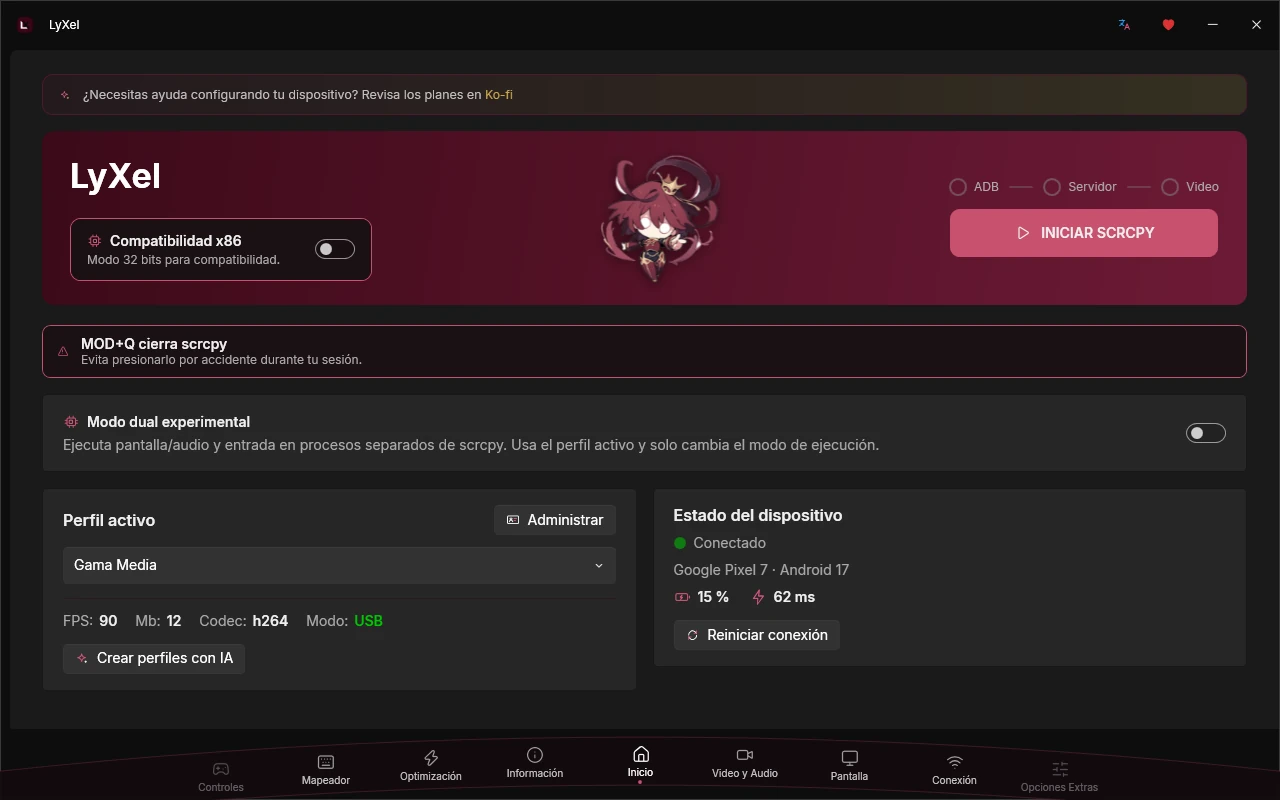 LyXel
¿Necesitas ayuda configurando tu dispositivo? Revisa los planes en Ko-fi
LyXel
Compatibilidad x86
Modo 32 bits para compatibilidad.
ADB
Servidor
Video
INICIAR SCRCPY
MOD+Q cierra scrcpy
Evita presionarlo por accidente durante tu sesión.
Modo dual experimental
Ejecuta pantalla/audio y entrada en procesos separados de scrcpy. Usa el perfil activo y solo cambia el modo de ejecución.
Perfil activo
Administrar
Gama Media
FPS: 90 Mb: 12 Codec: h264 Modo: USB
Crear perfiles con IA
Estado del dispositivo
Conectado
Google Pixel 7 · Android 17
15 % 62 ms
Reiniciar conexión
Controles
Mapeador
Optimización
Información
Inicio
Video y Audio
Pantalla
Conexión
Opciones Extras